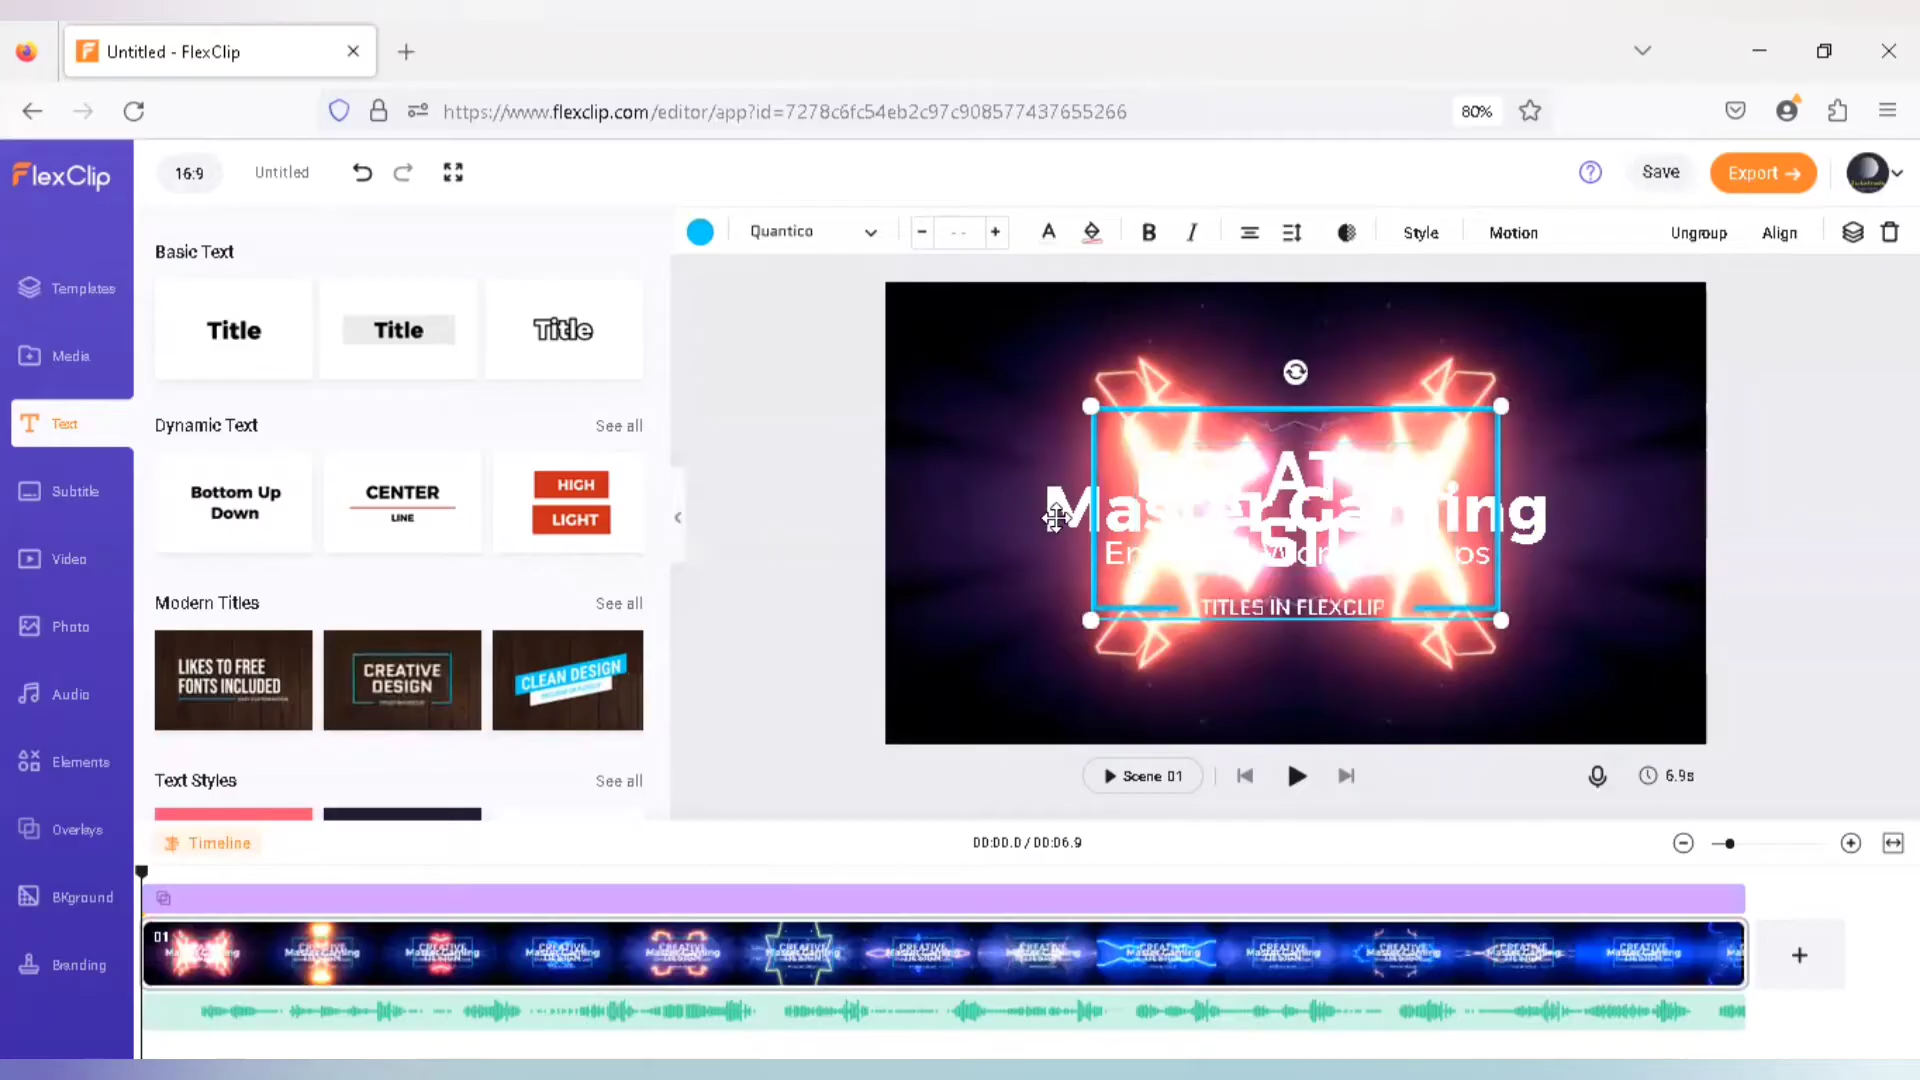 Untitled - FlexClip
https://www.flexclip.com/editor/app?id=7278c6fc54eb2c97c908577437655266
80%
FlexClip
16:9
Untitled
Save
Export
Templates
Media
Text
Subtitle
Video
Photo
Audio
Elements
Overlays
BKground
Branding
Basic Text
Title
Title
Title
Dynamic Text
See all
Bottom Up
Down
CENTER
LINE
HIGH
LIGHT
Modern Titles
See all
LIKES TO FREE
FONTS INCLUDED
CREATIVE
DESIGN
CLEAN DESIGN
Text Styles
See all
Quantico
- -
A
B
I
Style
Motion
Ungroup
Align
Master Gaming
TITLES IN FLEXCLIP
Scene 01
6.9s
Timeline
00:00.0 / 00:06.9
01